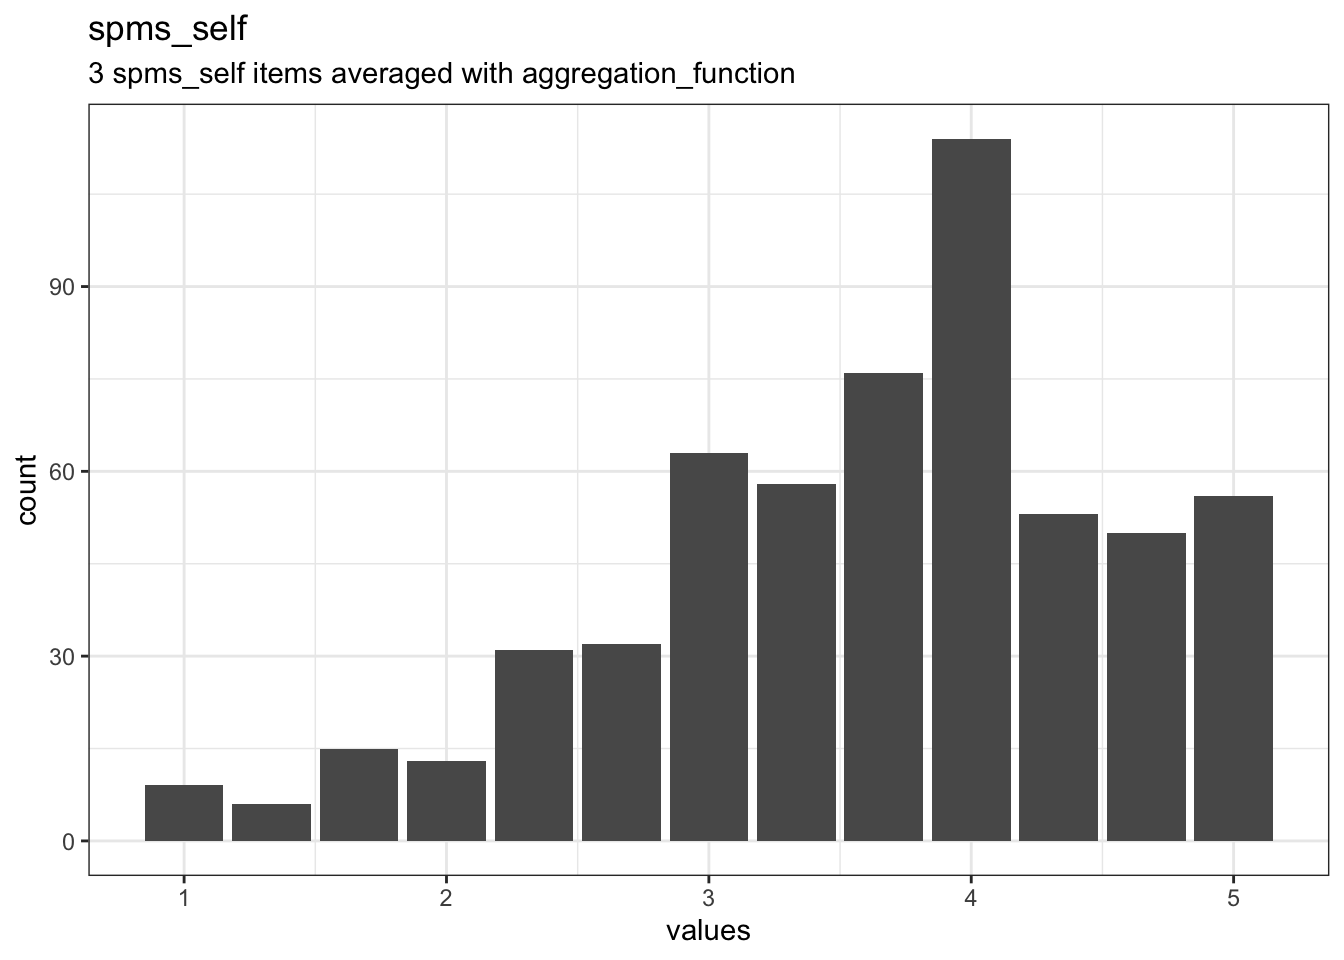 spms_self
3 spms_self items averaged with aggregation_function
count
90
60
30
0
1 2 3 4 5
values